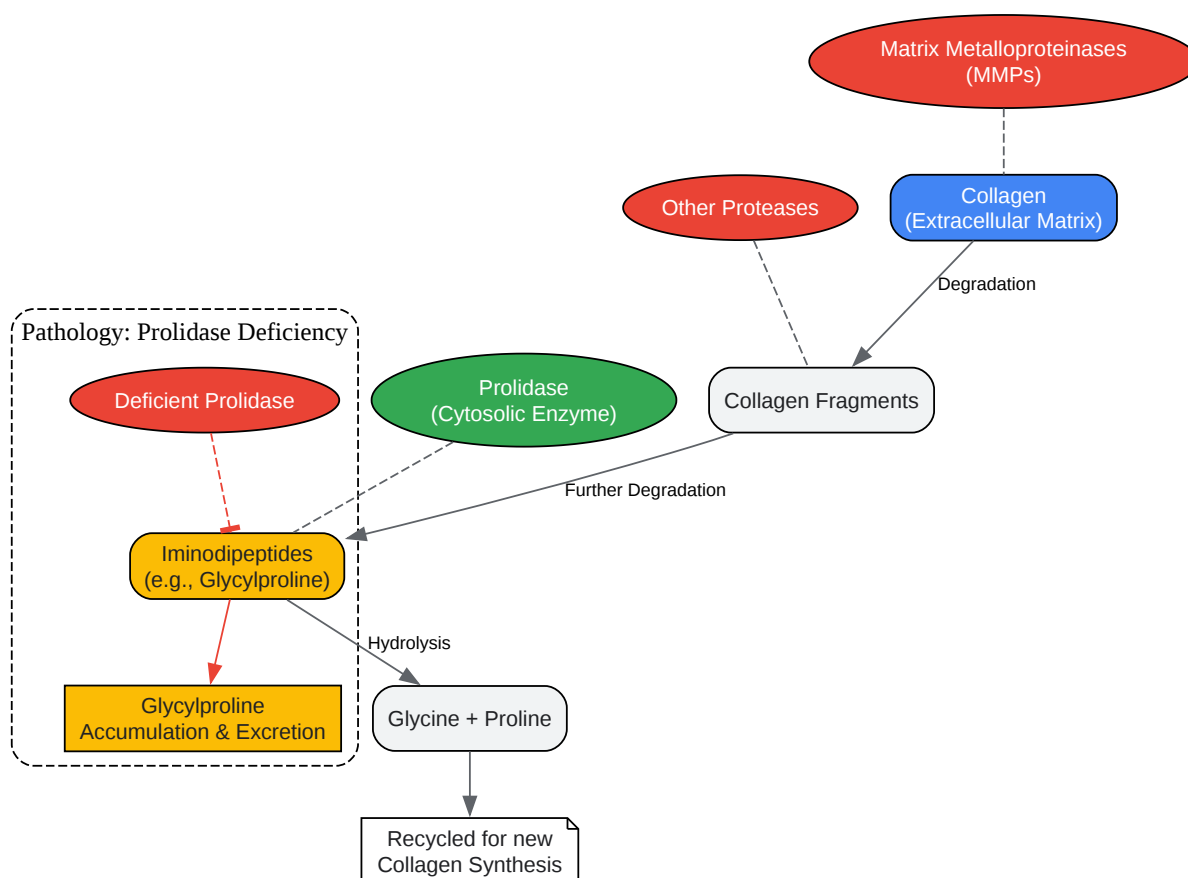 Matrix Metalloproteinases
(MMPs)
Other Proteases
Collagen
(Extracellular Matrix)
Degradation
Pathology: Prolidase Deficiency
Deficient Prolidase
Prolidase
(Cytosolic Enzyme)
Collagen Fragments
Further Degradation
Iminodipeptides
(e.g., Glycylproline)
Hydrolysis
Glycylproline
Accumulation & Excretion
Glycine + Proline
Recycled for new
Collagen Synthesis